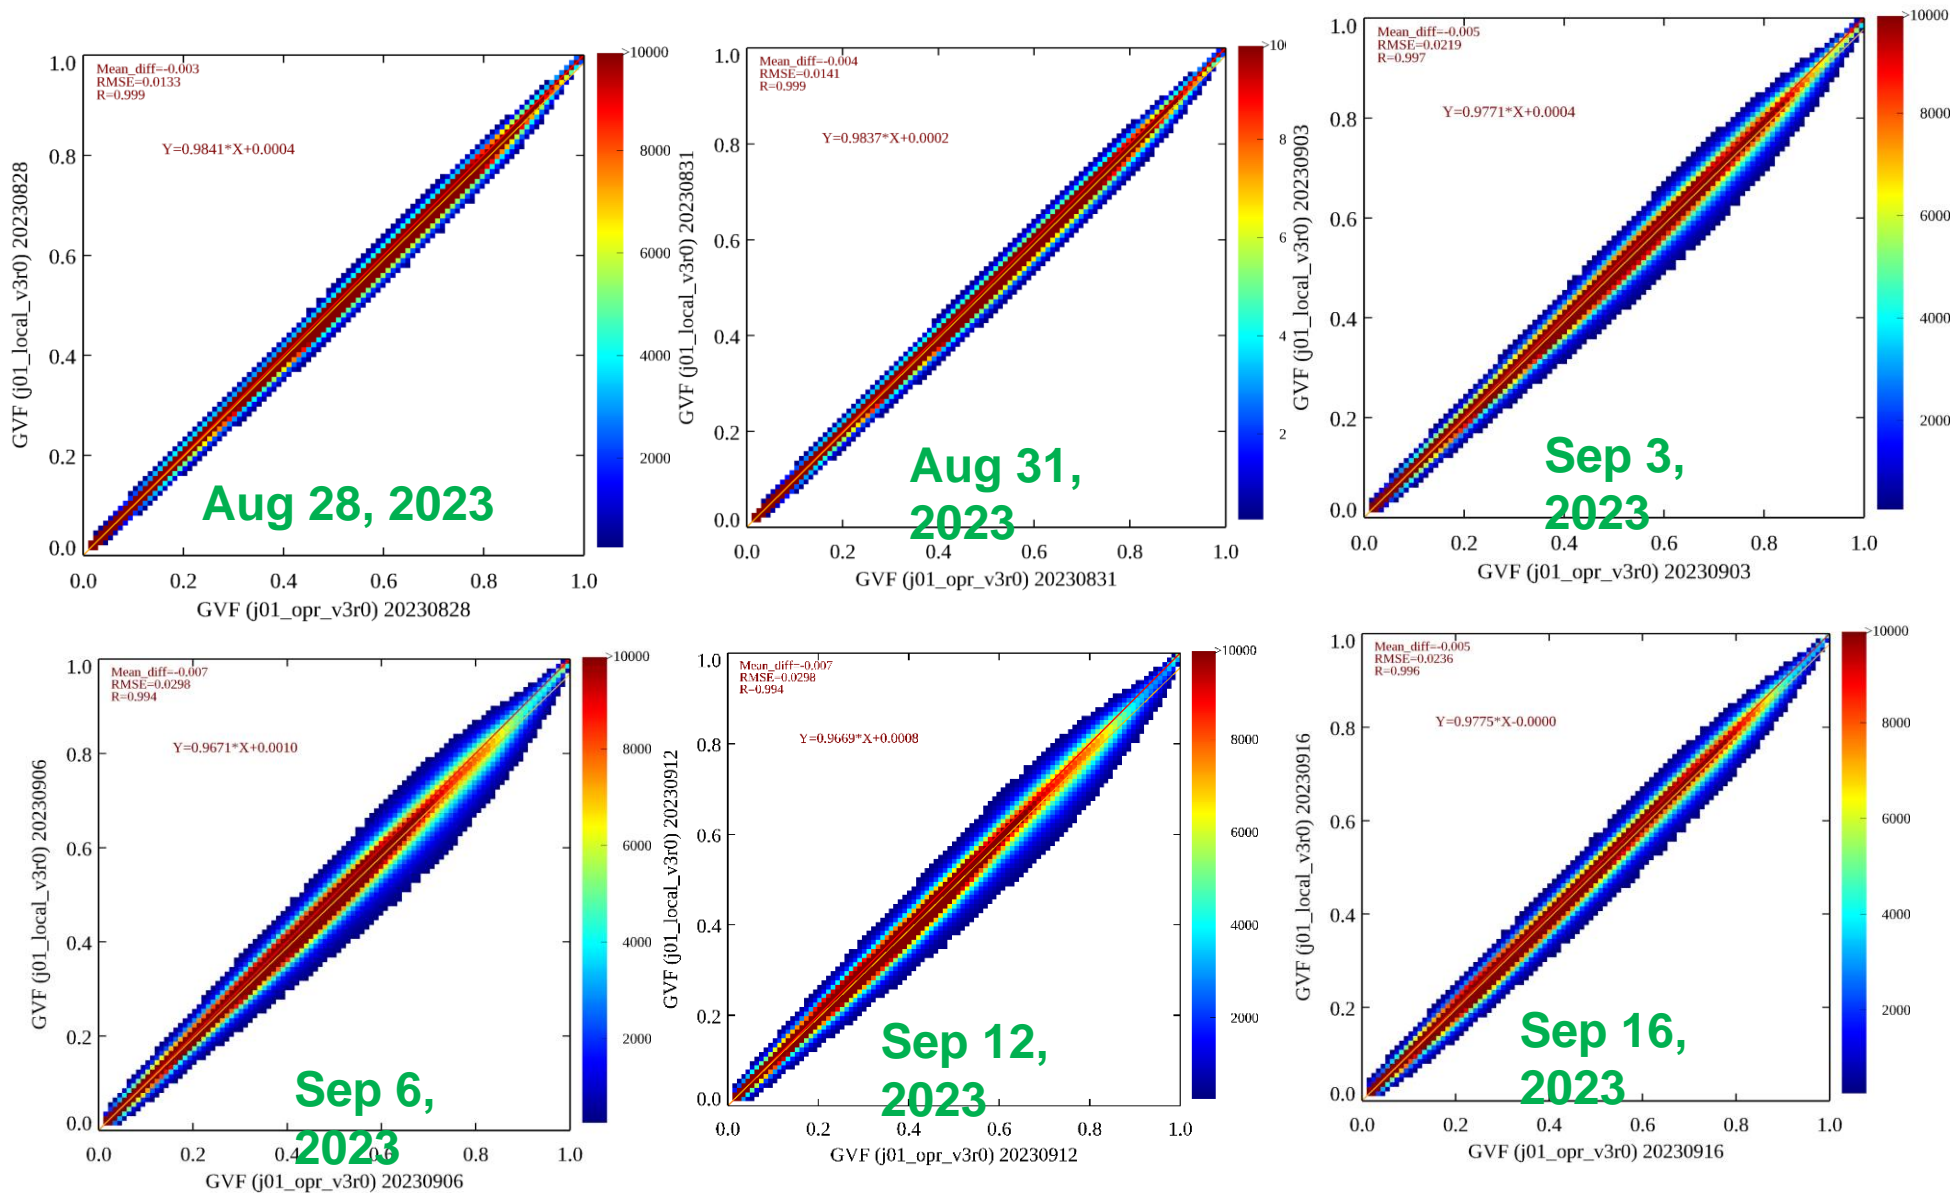 Mean_diff=-0.003
RMSE=0.0133
R=0.999
Y=0.9841*X+0.0004
1.0
0.8
0.6
0.4
0.2
0.0
0.0 0.2 0.4 0.6 0.8 1.0
GVF (j01_local_v3r0) 20230828
GVF (j01_opr_v3r0) 20230828
>10000
8000
6000
4000
2000
Aug 28, 2023
Mean_diff=-0.004
RMSE=0.0141
R=0.999
Y=0.9837*X+0.0002
1.0
0.8
0.6
0.4
0.2
0.0
0.0 0.2 0.4 0.6 0.8 1.0
GVF (j01_local_v3r0) 20230831
GVF (j01_opr_v3r0) 20230831
>10
8
6
4
2
Aug 31,
2023
Mean_diff=-0.005
RMSE=0.0219
R=0.997
Y=0.9771*X+0.0004
1.0
0.8
0.6
0.4
0.2
0.0
0.0 0.2 0.4 0.6 0.8 1.0
GVF (j01_local_v3r0) 20230903
GVF (j01_opr_v3r0) 20230903
>10000
8000
6000
4000
2000
Sep 3,
2023
Mean_diff=-0.007
RMSE=0.0298
R=0.994
Y=0.9671*X+0.0010
1.0
0.8
0.6
0.4
0.2
0.0
0.0 0.2 0.4 0.6 0.8 1.0
GVF (j01_local_v3r0) 20230906
GVF (j01_opr_v3r0) 20230906
>10000
8000
6000
4000
2000
Sep 6,
2023
Mean_diff=-0.007
RMSE=0.0298
R=0.994
Y=0.9669*X+0.0008
1.0
0.8
0.6
0.4
0.2
0.0
0.0 0.2 0.4 0.6 0.8 1.0
GVF (j01_local_v3r0) 20230912
GVF (j01_opr_v3r0) 20230912
>10000
8000
6000
4000
2000
Sep 12,
2023
Mean_diff=-0.005
RMSE=0.0236
R=0.996
Y=0.9775*X-0.0000
1.0
0.8
0.6
0.4
0.2
0.0
0.0 0.2 0.4 0.6 0.8 1.0
GVF (j01_local_v3r0) 20230916
GVF (j01_opr_v3r0) 20230916
>10000
8000
6000
4000
2000
Sep 16,
2023